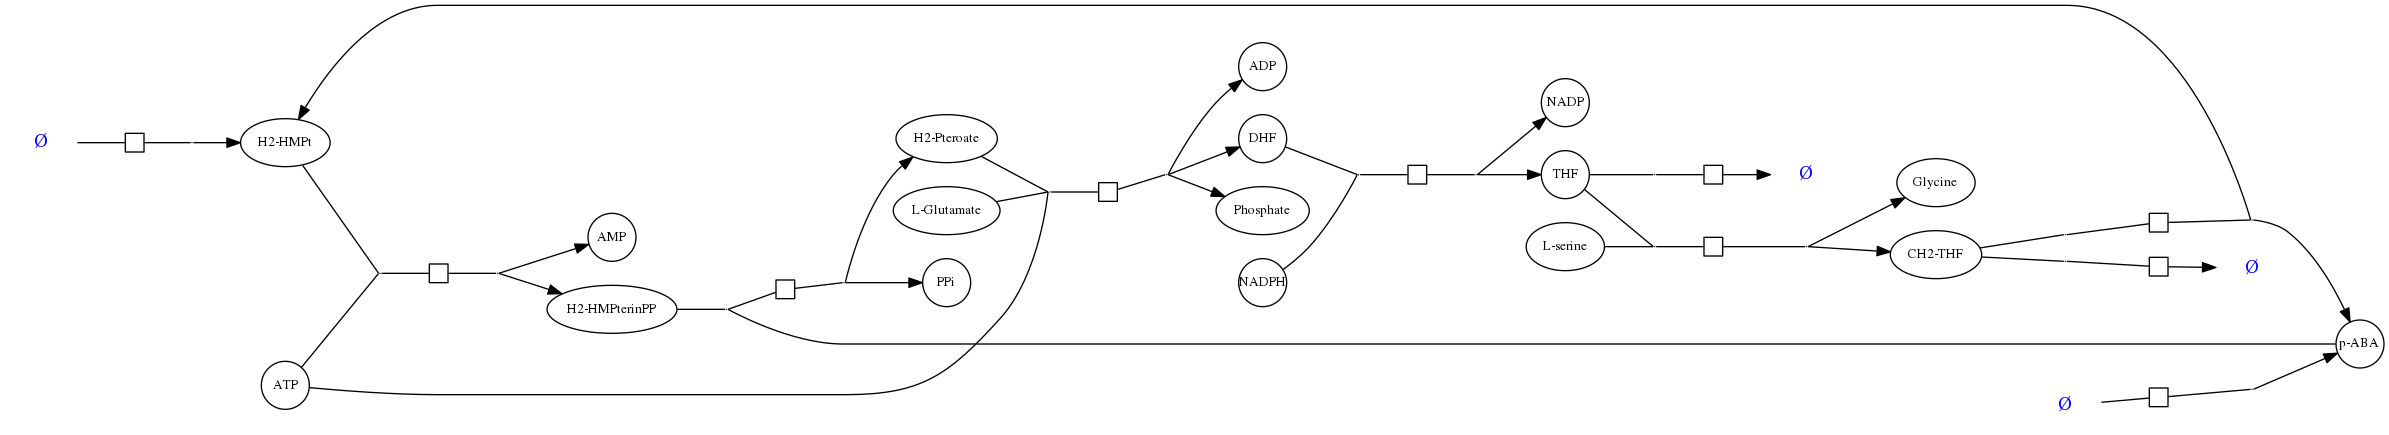 Ø
H2-HMPt
ATP
AMP
H2-HMPterinPP
H2-Pteroate
L-Glutamate
PPi
ADP
DHF
Phosphate
NADPH
NADP
THF
L-serine
Ø
Glycine
CH2-THF
Ø
Ø
p-ABA